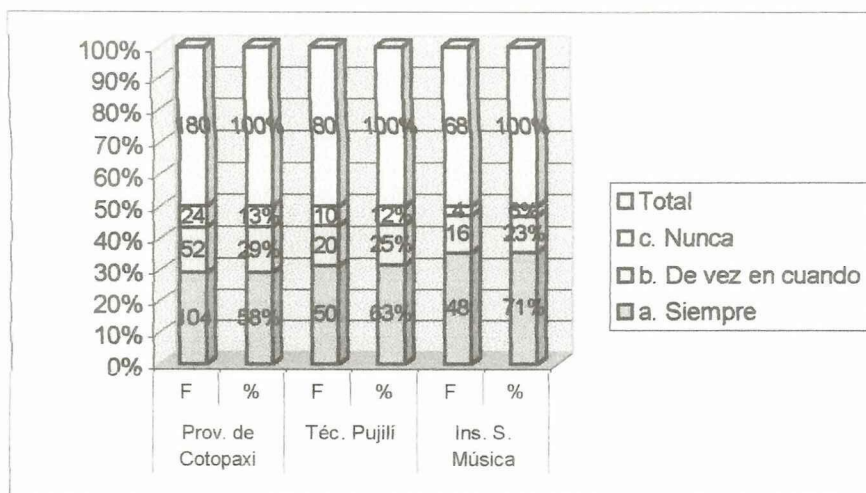 100%
90%
80%
70%
60%
50%
40%
30%
20%
10%
0%
180 100% 80 100% 68 100%
24 13% 10 12% 4 6%
52 29% 20 25% 16 23%
104 58% 50 63% 48 71%
F % F % F %
Prov. de Cotopaxi
Téc. Pujilí
Ins. S. Música
Total
c. Nunca
b. De vez en cuando
a. Siempre